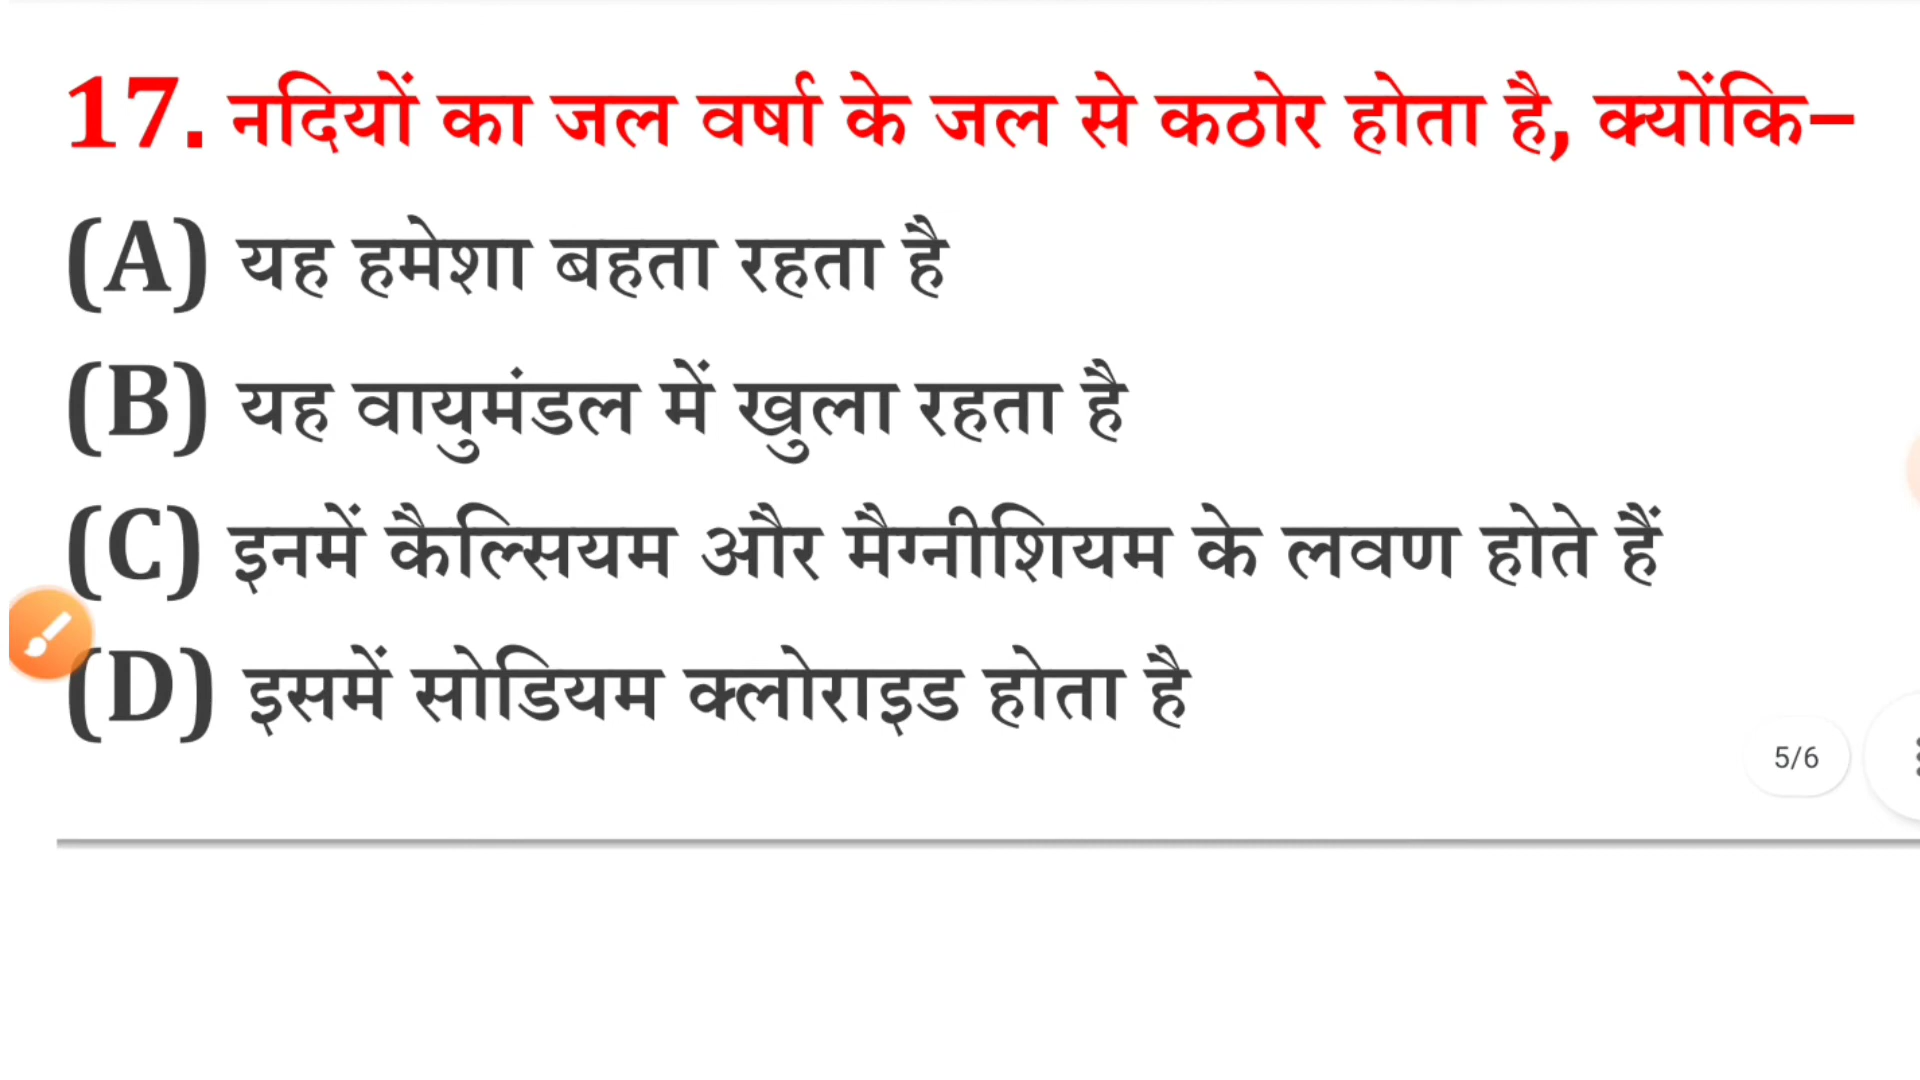 17. नदियों का जल वर्षा के जल से कठोर होता है, क्योंकि–
(A) यह हमेशा बहता रहता है
(B) यह वायुमंडल में खुला रहता है
(C) इनमें कैल्सियम और मैग्नीशियम के लवण होते हैं
(D) इसमें सोडियम क्लोराइड होता है
5/6